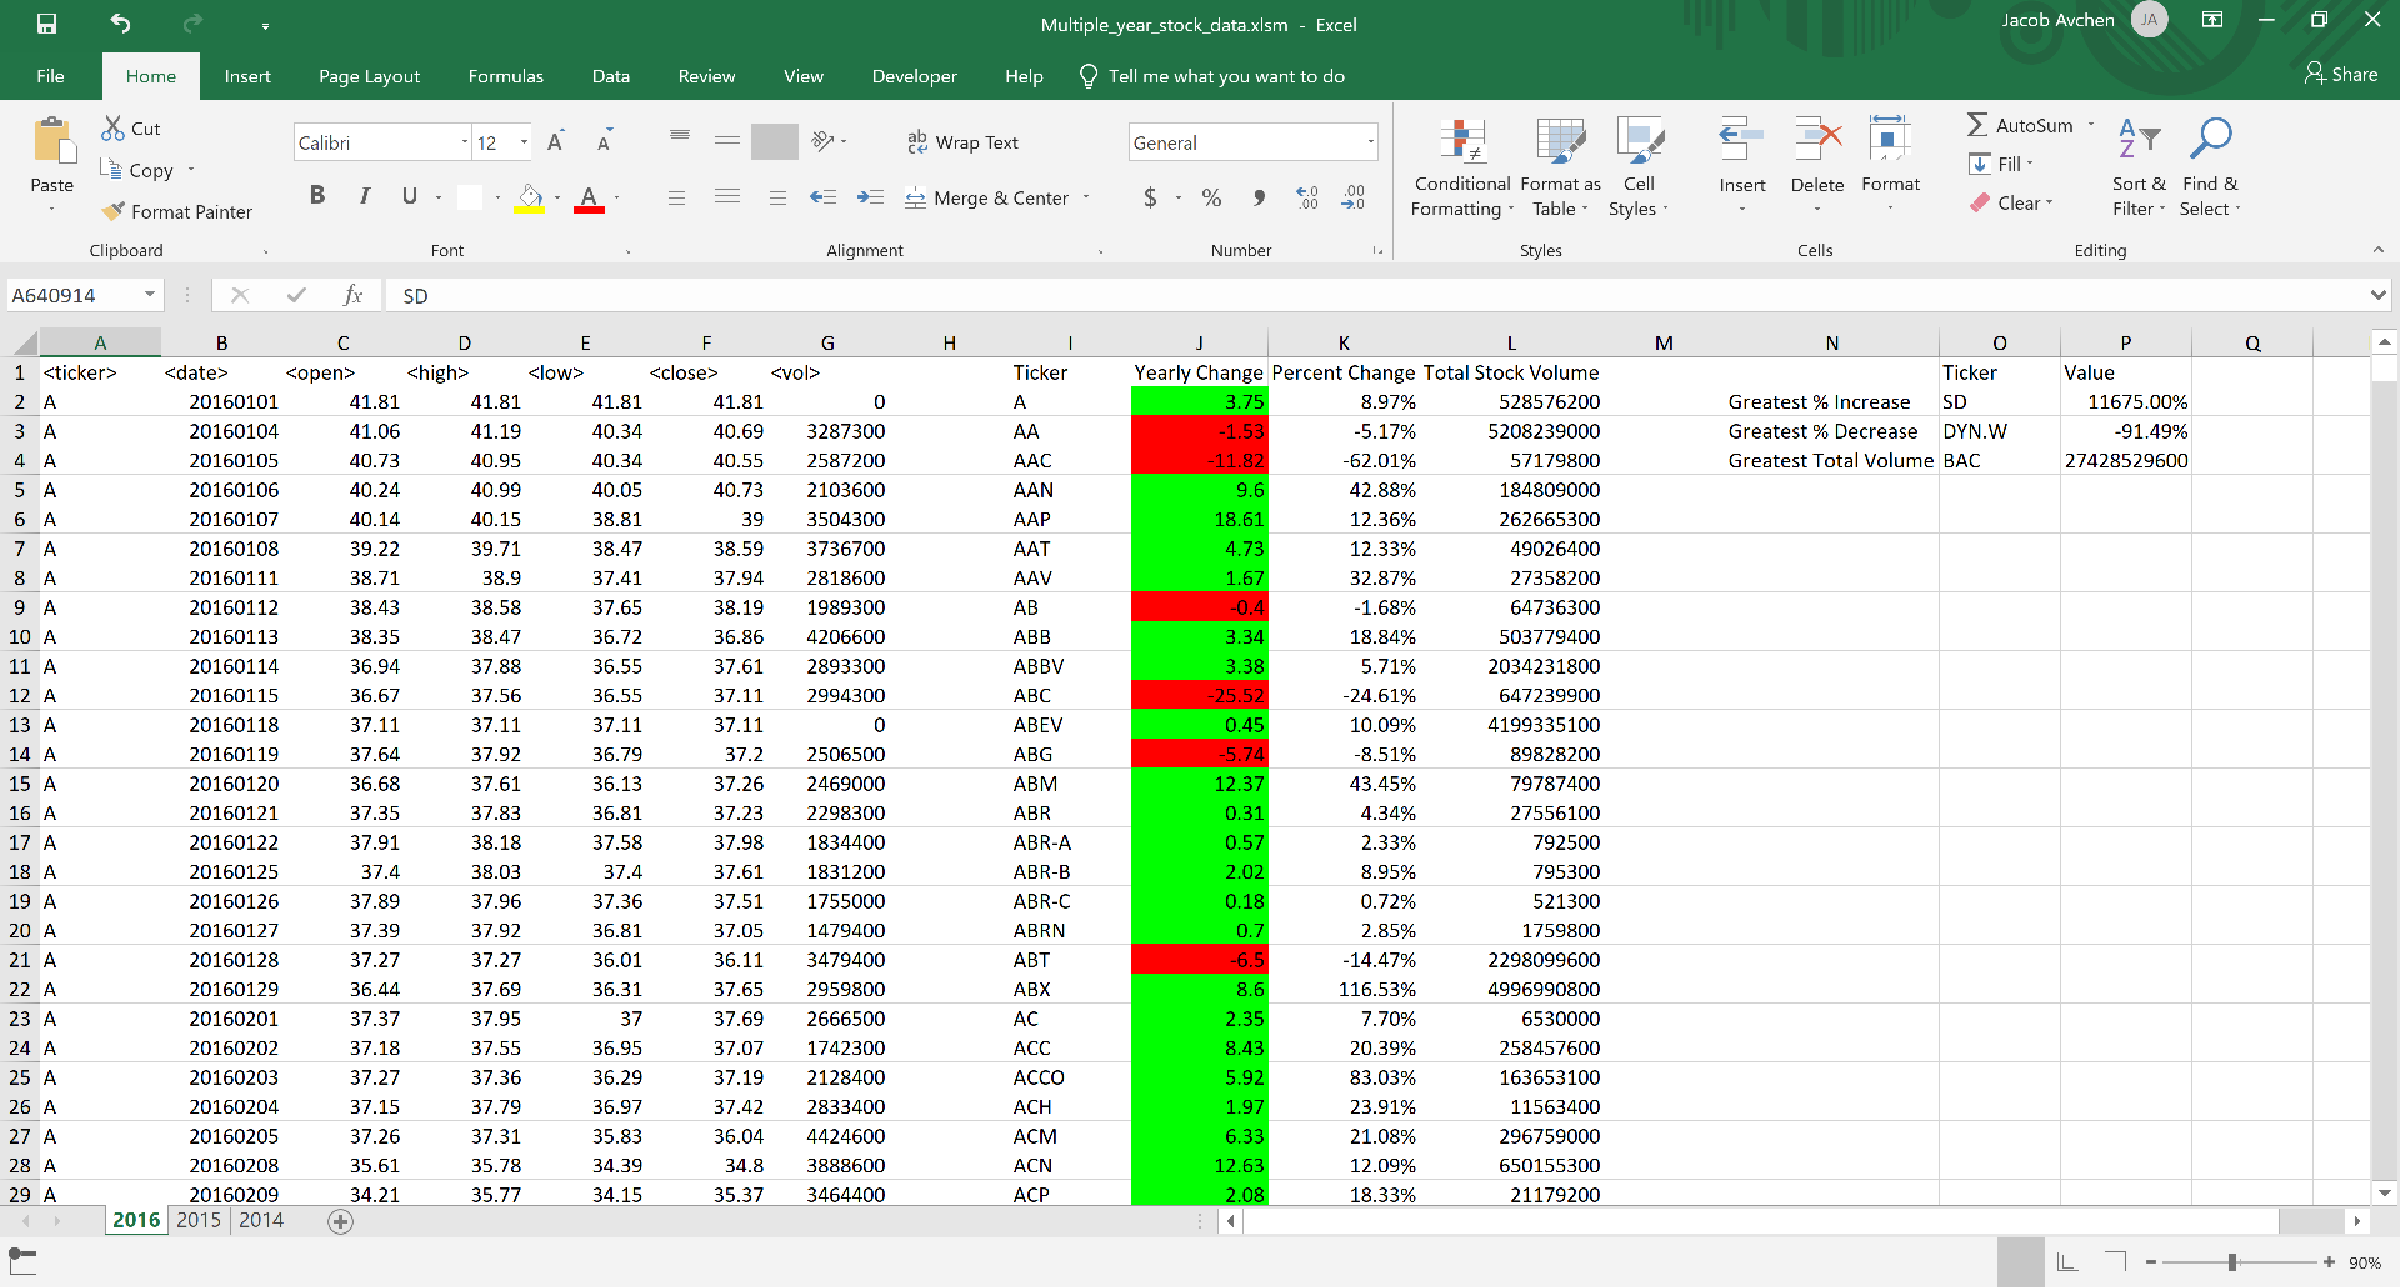 Multiple_year_stock_data.xlsm - Excel
Jacob Avchen JA
File Home Insert Page Layout Formulas Data Review View Developer Help Tell me what you want to do Share
Paste
Cut
Copy
Format Painter
Clipboard
Calibri 12
B I U A
Font
Wrap Text
Merge & Center
Alignment
General
$ % ,
Number
Conditional Formatting
Format as Table
Cell Styles
Styles
Insert Delete Format
Cells
AutoSum
Fill
Clear
Sort & Filter
Find & Select
Editing
A640914 fx SD
A B C D E F G H I J K L M N O P Q
1 <ticker> <date> <open> <high> <low> <close> <vol> Ticker Yearly Change Percent Change Total Stock Volume Ticker Value
2 A 20160101 41.81 41.81 41.81 41.81 0 A 3.75 8.97% 528576200 Greatest % Increase SD 11675.00%
3 A 20160104 41.06 41.19 40.34 40.69 3287300 AA -1.53 -5.17% 5208239000 Greatest % Decrease DYN.W -91.49%
4 A 20160105 40.73 40.95 40.34 40.55 2587200 AAC -11.82 -62.01% 57179800 Greatest Total Volume BAC 27428529600
5 A 20160106 40.24 40.99 40.05 40.73 2103600 AAN 9.6 42.88% 184809000
6 A 20160107 40.14 40.15 38.81 39 3504300 AAP 18.61 12.36% 262665300
7 A 20160108 39.22 39.71 38.47 38.59 3736700 AAT 4.73 12.33% 49026400
8 A 20160111 38.71 38.9 37.41 37.94 2818600 AAV 1.67 32.87% 27358200
9 A 20160112 38.43 38.58 37.65 38.19 1989300 AB -0.4 -1.68% 64736300
10 A 20160113 38.35 38.47 36.72 36.86 4206600 ABB 3.34 18.84% 503779400
11 A 20160114 36.94 37.88 36.55 37.61 2893300 ABBV 3.38 5.71% 2034231800
12 A 20160115 36.67 37.56 36.55 37.11 2994300 ABC -25.52 -24.61% 647239900
13 A 20160118 37.11 37.11 37.11 37.11 0 ABEV 0.45 10.09% 4199335100
14 A 20160119 37.64 37.92 36.79 37.2 2506500 ABG -5.74 -8.51% 89828200
15 A 20160120 36.68 37.61 36.13 37.26 2469000 ABM 12.37 43.45% 79787400
16 A 20160121 37.35 37.83 36.81 37.23 2298300 ABR 0.31 4.34% 27556100
17 A 20160122 37.91 38.18 37.58 37.98 1834400 ABR-A 0.57 2.33% 792500
18 A 20160125 37.4 38.03 37.4 37.61 1831200 ABR-B 2.02 8.95% 795300
19 A 20160126 37.89 37.96 37.36 37.51 1755000 ABR-C 0.18 0.72% 521300
20 A 20160127 37.39 37.92 36.81 37.05 1479400 ABRN 0.7 2.85% 1759800
21 A 20160128 37.27 37.27 36.01 36.11 3479400 ABT -6.5 -14.47% 2298099600
22 A 20160129 36.44 37.69 36.31 37.65 2959800 ABX 8.6 116.53% 4996990800
23 A 20160201 37.37 37.95 37 37.69 2666500 AC 2.35 7.70% 6530000
24 A 20160202 37.18 37.55 36.95 37.07 1742300 ACC 8.43 20.39% 258457600
25 A 20160203 37.27 37.36 36.29 37.19 2128400 ACCO 5.92 83.03% 163653100
26 A 20160204 37.15 37.79 36.97 37.42 2833400 ACH 1.97 23.91% 11563400
27 A 20160205 37.26 37.31 35.83 36.04 4424600 ACM 6.33 21.08% 296759000
28 A 20160208 35.61 35.78 34.39 34.8 3888600 ACN 12.63 12.09% 650155300
29 A 20160209 34.21 35.77 34.15 35.37 3464400 ACP 2.08 18.33% 21179200
2016 2015 2014
90%